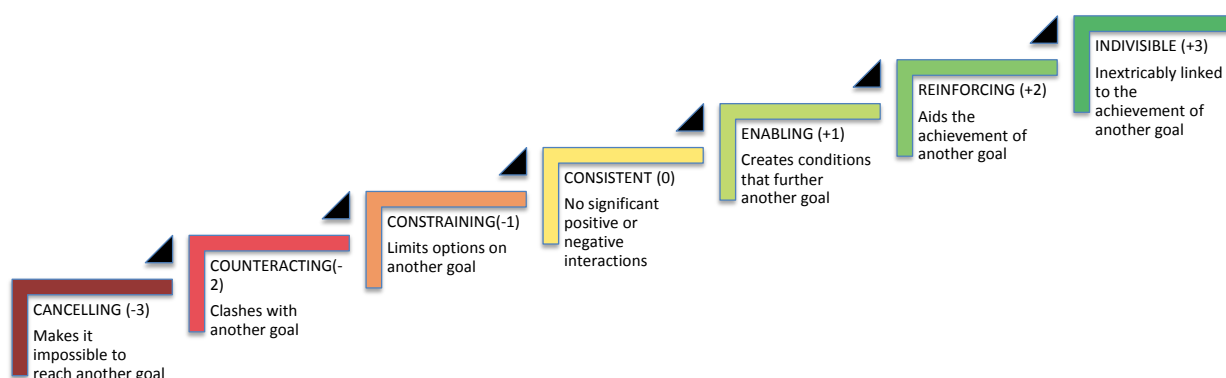 CANCELLING (-3)
Makes it
impossible to
reach another goal
COUNTERACTING(-
2)
Clashes with
another goal
CONSTRAINING(-1)
Limits options on
another goal
CONSISTENT (0)
No significant
positive or
negative
interactions
ENABLING (+1)
Creates conditions
that further
another goal
REINFORCING (+2)
Aids the
achievement of
another goal
INDIVISIBLE (+3)
Inextricably linked
to the
achievement of
another goal